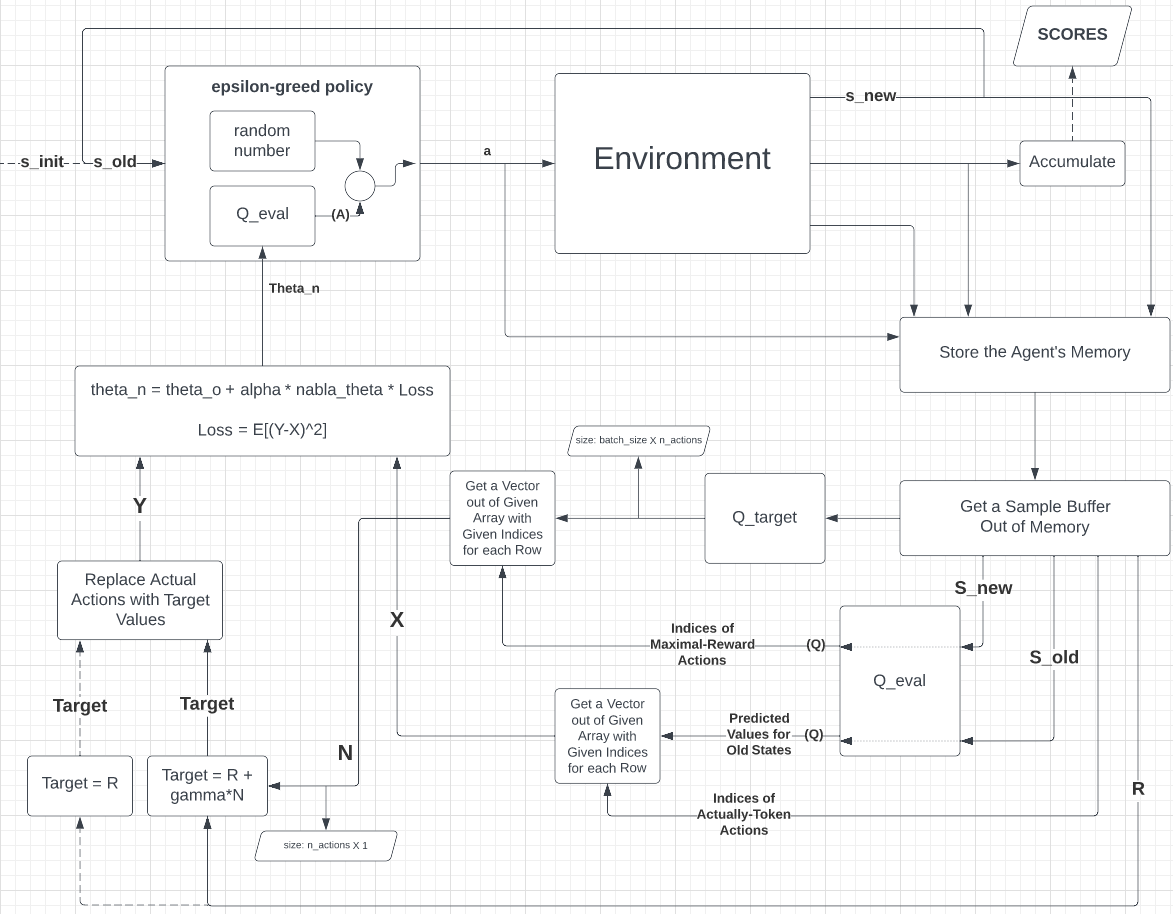 SCORES
epsilon-greed policy
s_new
random
number
a
s_init
s_old
Environment
Accumulate
Q_eval
(A)
Theta_n
Store the Agent's Memory
theta_n = theta_o + alpha * nabla_theta * Loss
Loss = E[(Y-X)^2]
size: batch_size X n_actions
Get a Vector
out of Given
Array with
Given Indices
for each Row
Q_target
Get a Sample Buffer
Out of Memory
Y
Replace Actual
Actions with Target
Values
X
S_new
Indices of
Maximal-Reward
Actions
(Q)
S_old
Q_eval
Target
Target
Get a Vector
out of Given
Array with
Given Indices
for each Row
Predicted
Values for
Old States
(Q)
N
Target = R
Target = R +
gamma*N
R
Indices of
Actually-Token
Actions
size: n_actions X 1